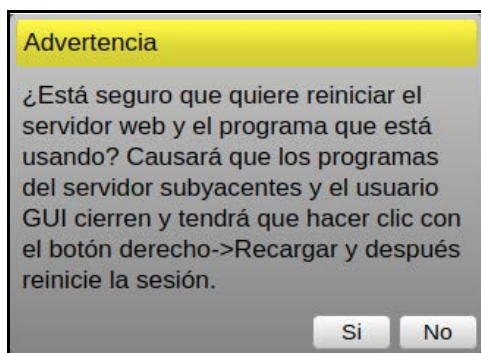 Advertencia
¿Está seguro que quiere reiniciar el
servidor web y el programa que está
usando? Causará que los programas
del servidor subyacentes y el usuario
GUI cierren y tendrá que hacer clic con
el botón derecho->Recargar y después
reinicie la sesión.
Si No